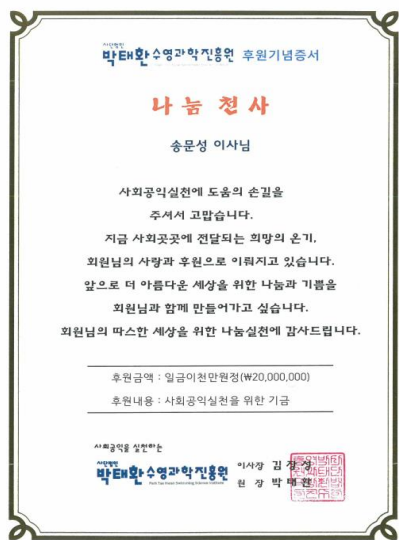 사단법인
박태환수영과학진흥원 후원기념증서
나눔천사
송문성 이사님
사회공익실천에 도움의 손길을
주셔서 고맙습니다.
지금 사회곳곳에 전달되는 희망의 온기,
회원님의 사랑과 후원으로 이뤄지고 있습니다.
앞으로 더 아름다운 세상을 위한 나눔과 기쁨을
회원님과 함께 만들어가고 싶습니다.
회원님의 따스한 세상을 위한 나눔실천에 감사드립니다.
후원금액 : 일금이천만원정(₩20,000,000)
후원내용 : 사회공익실천을 위한 기금
사회공익을 실천하는
사단법인
박태환수영과학진흥원
이사장 김장성
원 장 박태환